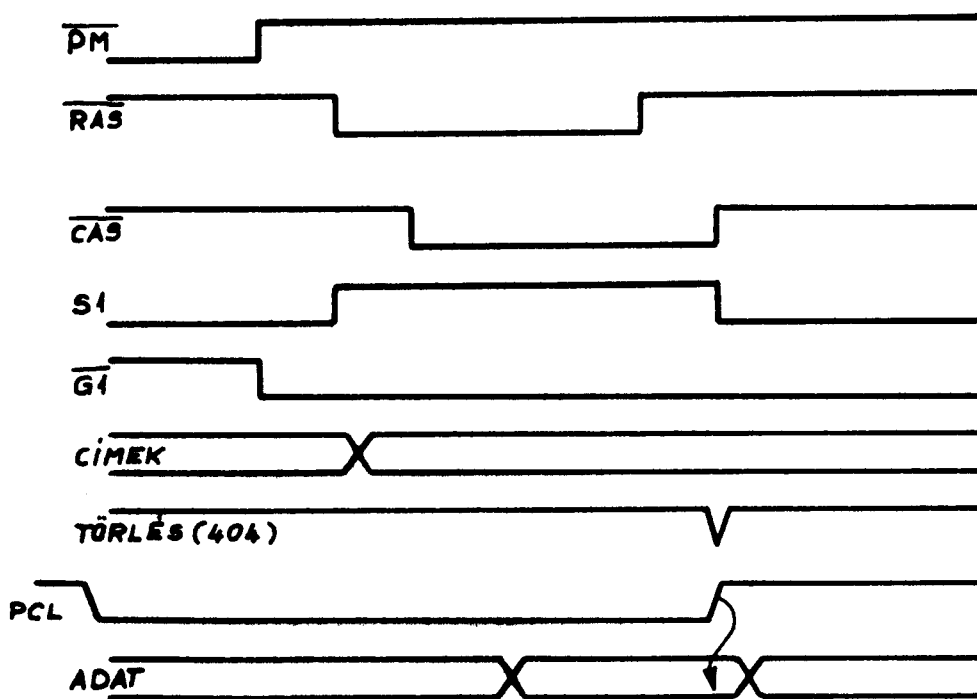 PM
RAS
CAS
S1
G1
CÍMEK
TÖRLÉS (404)
PCL
ADAT